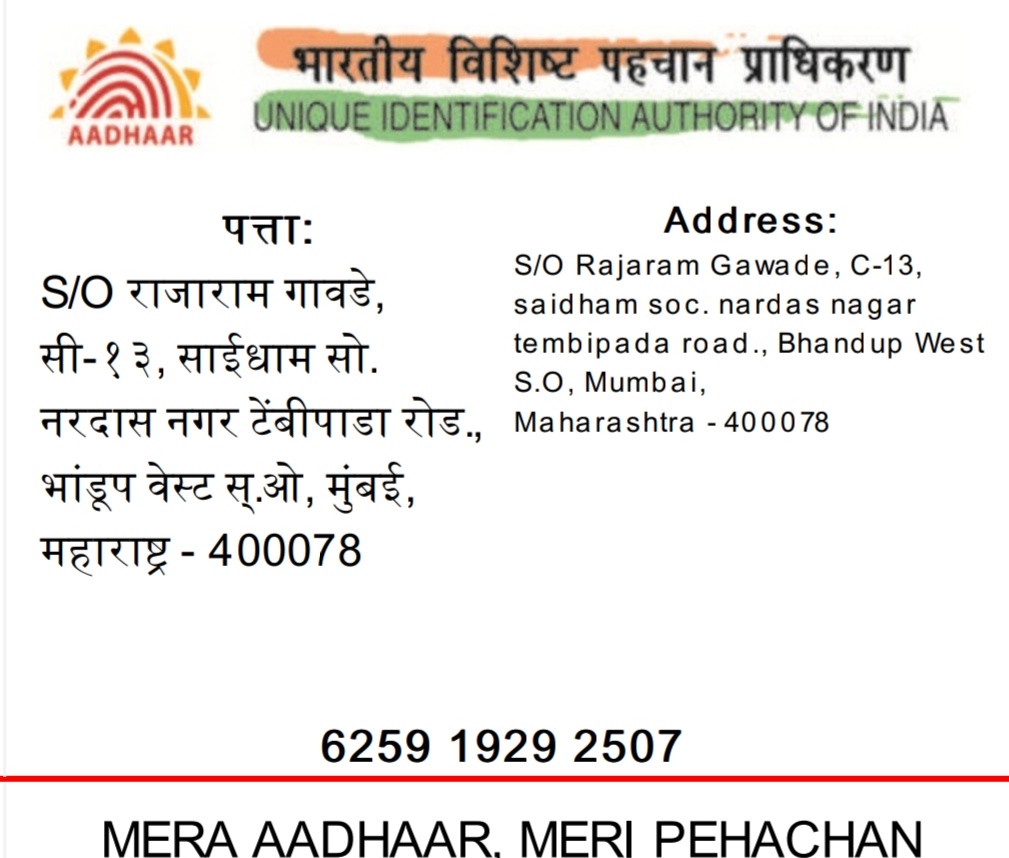 AADHAAR
भारतीय विशिष्ट पहचान प्राधिकरण
UNIQUE IDENTIFICATION AUTHORITY OF INDIA
पत्ता:
S/O राजाराम गावडे,
सी-१३, साईधाम सो.
नरदास नगर टेंबीपाडा रोड.,
भांडूप वेस्ट स्.ओ, मुंबई,
महाराष्ट्र - 400078
Address:
S/O Rajaram Gawade, C-13,
saidham soc. nardas nagar
tembipada road., Bhandup West
S.O, Mumbai,
Maharashtra - 400078
6259 1929 2507
MERA AADHAAR, MERI PEHACHAN